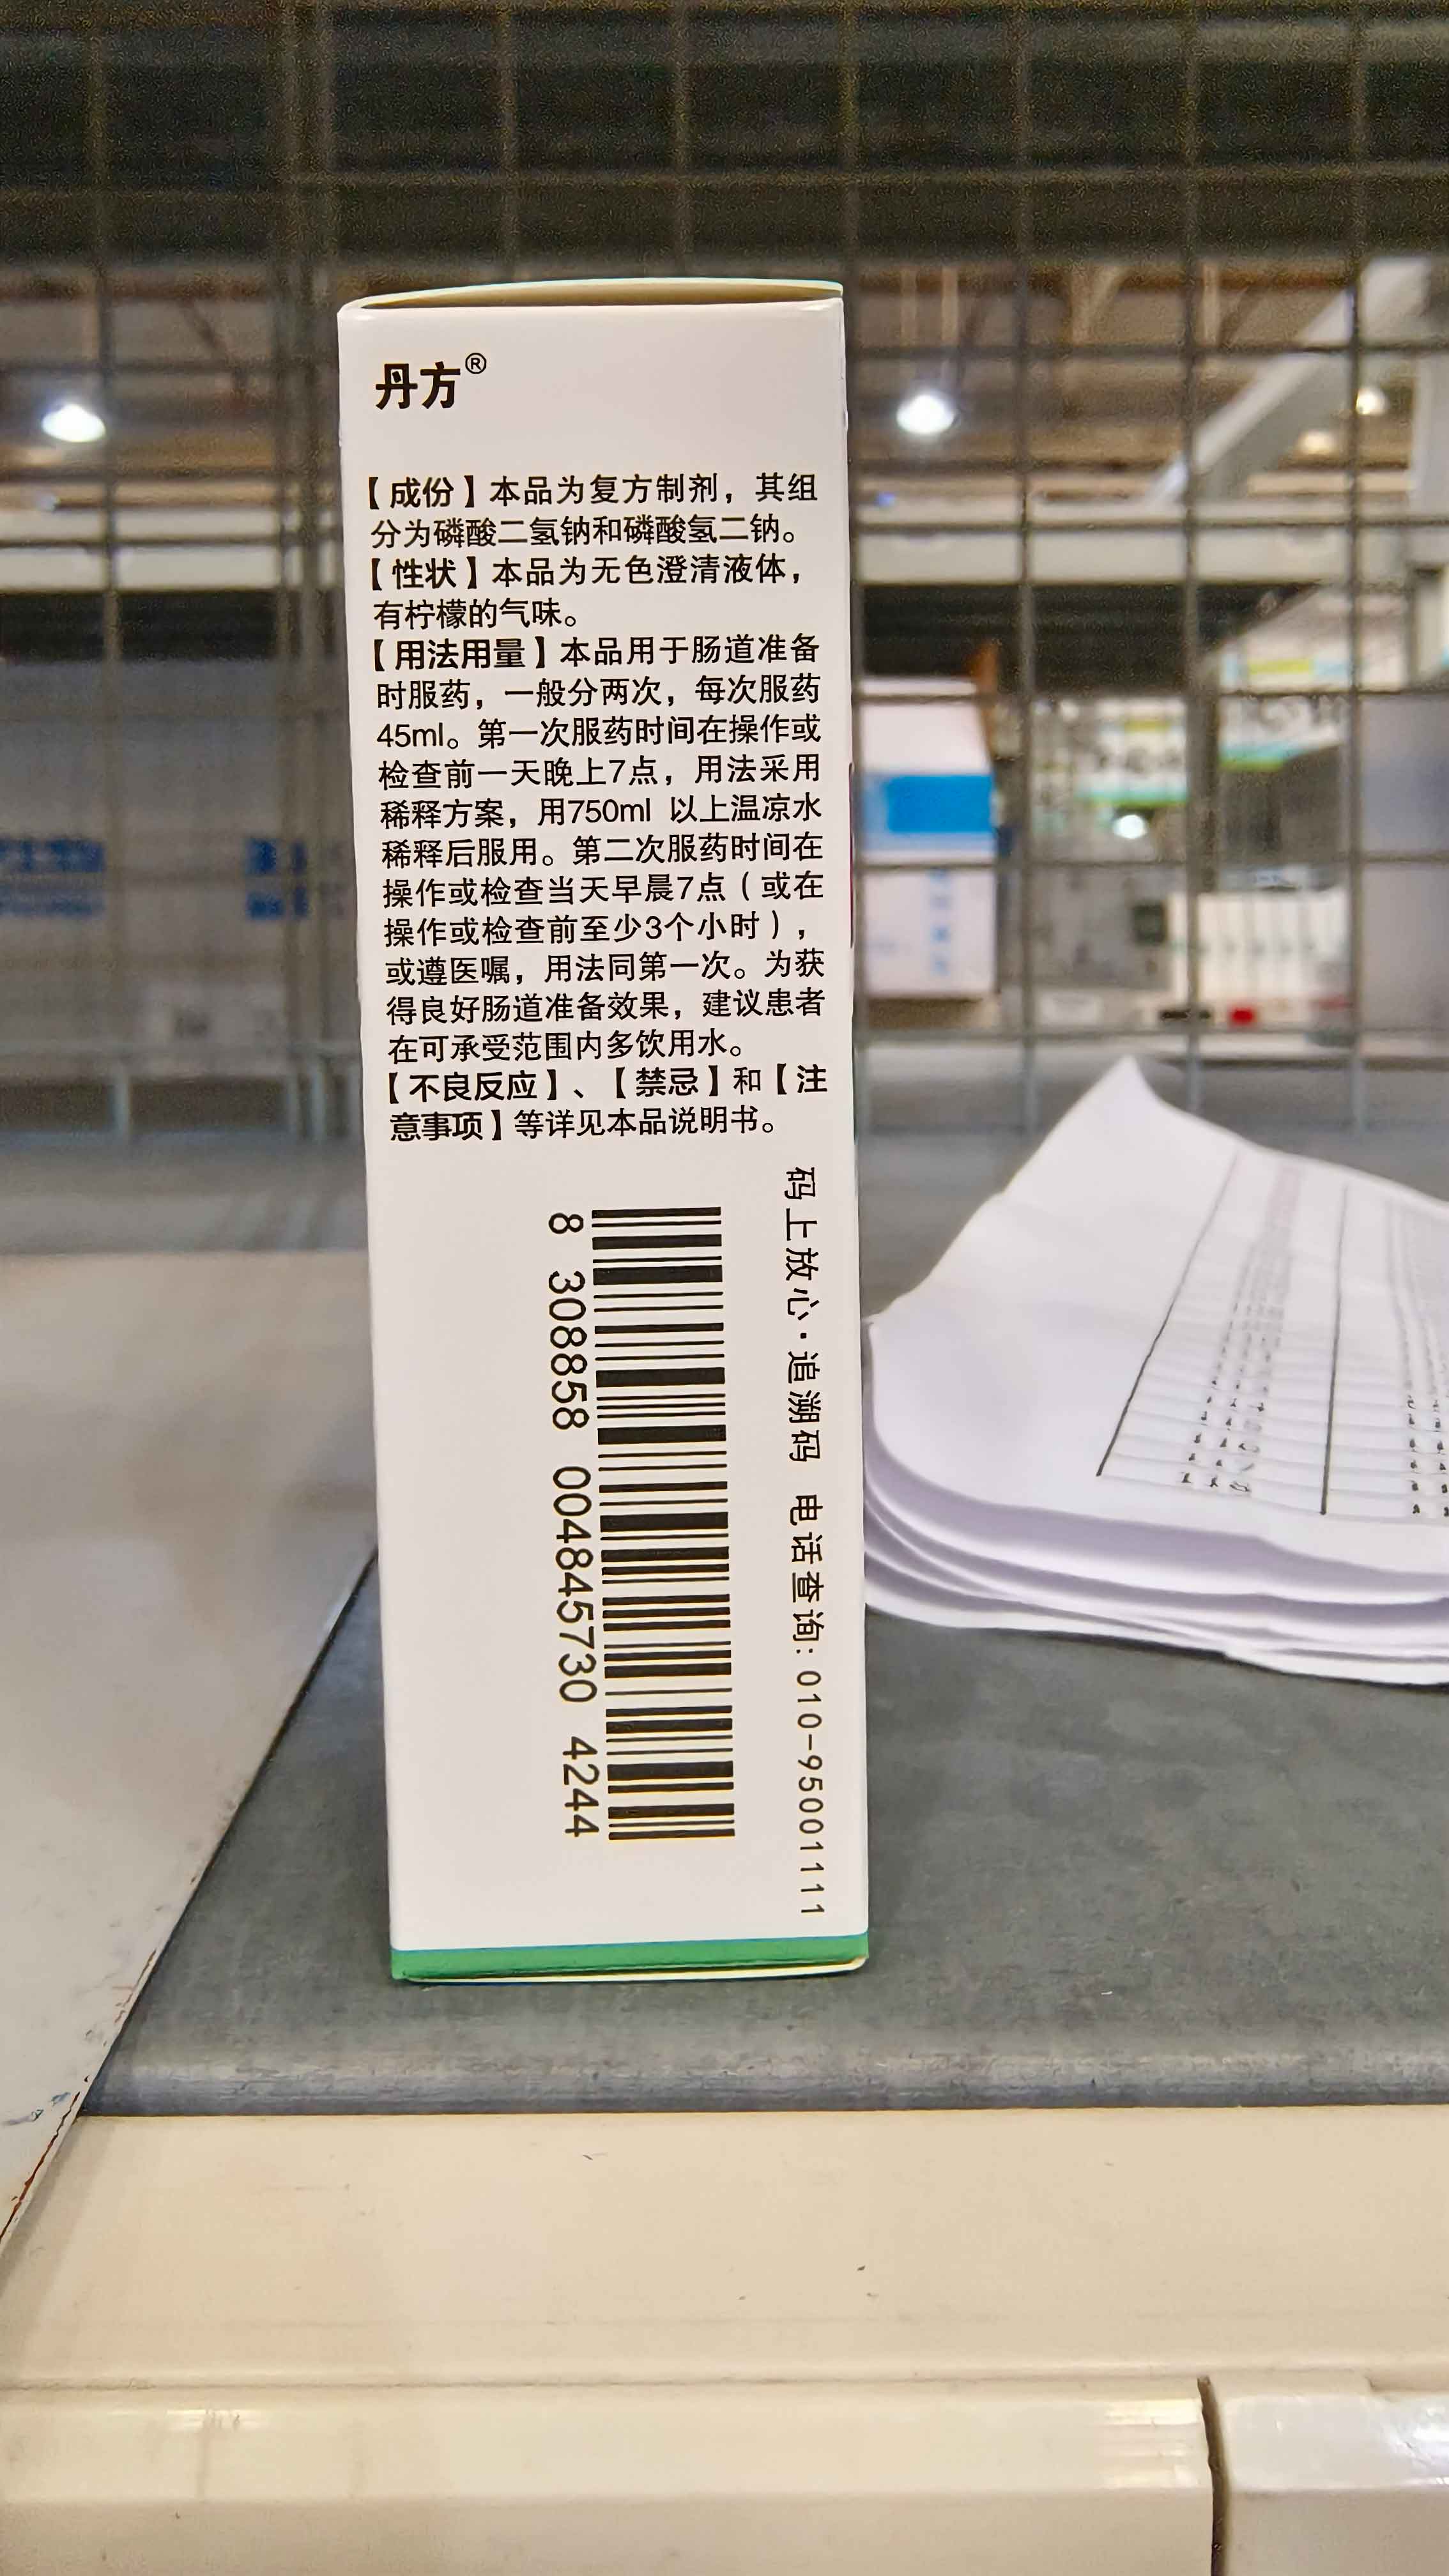 丹方®
【成份】本品为复方制剂，其组
分为磷酸二氢钠和磷酸氢二钠。
【性状】本品为无色澄清液体，
有柠檬的气味。
【用法用量】本品用于肠道准备
时服药，一般分两次，每次服药
45ml。第一次服药时间在操作或
检查前一天晚上7点，用法采用
稀释方案，用750ml 以上温凉水
稀释后服用。第二次服药时间在
操作或检查当天早晨7点（或在
操作或检查前至少3个小时），
或遵医嘱，用法同第一次。为获
得良好肠道准备效果，建议患者
在可承受范围内多饮用水。
【不良反应】、【禁忌】和【注
意事项】等详见本品说明书。
码上放心·追溯码 电话查询: 010-95001111
8 308858 004845730 4244